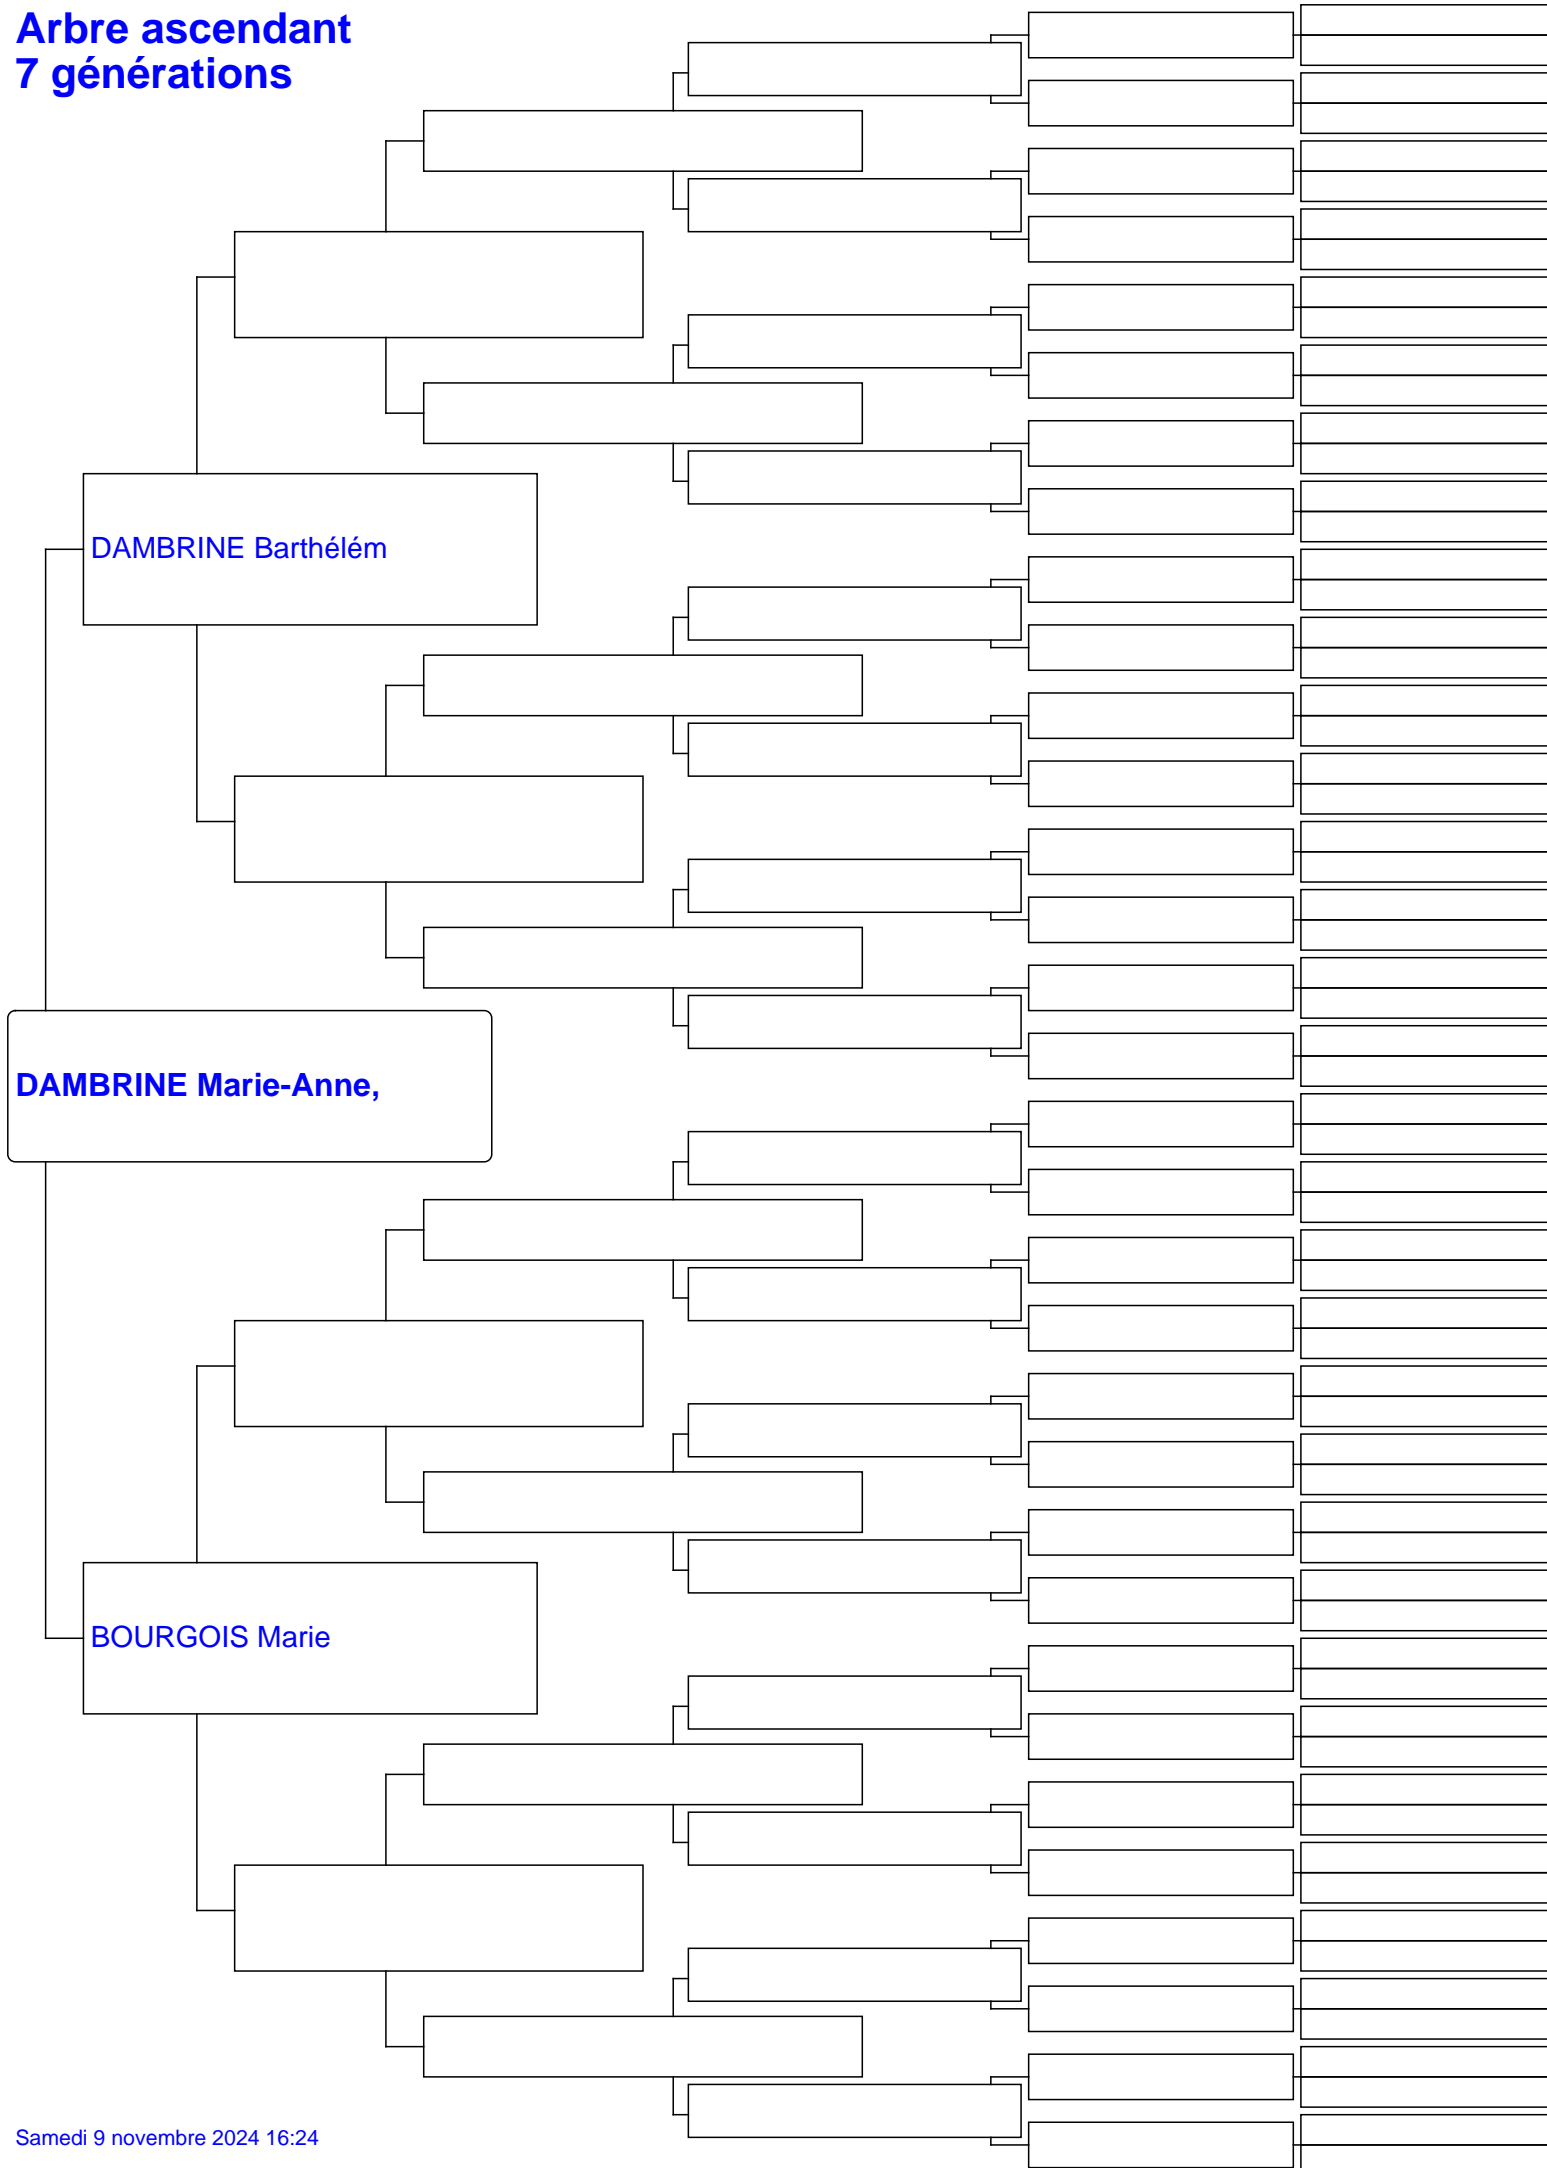 Arbre ascendant
7 générations
DAMBRINE Barthélém
DAMBRINE Marie-Anne,
BOURGOIS Marie
Samedi 9 novembre 2024 16:24